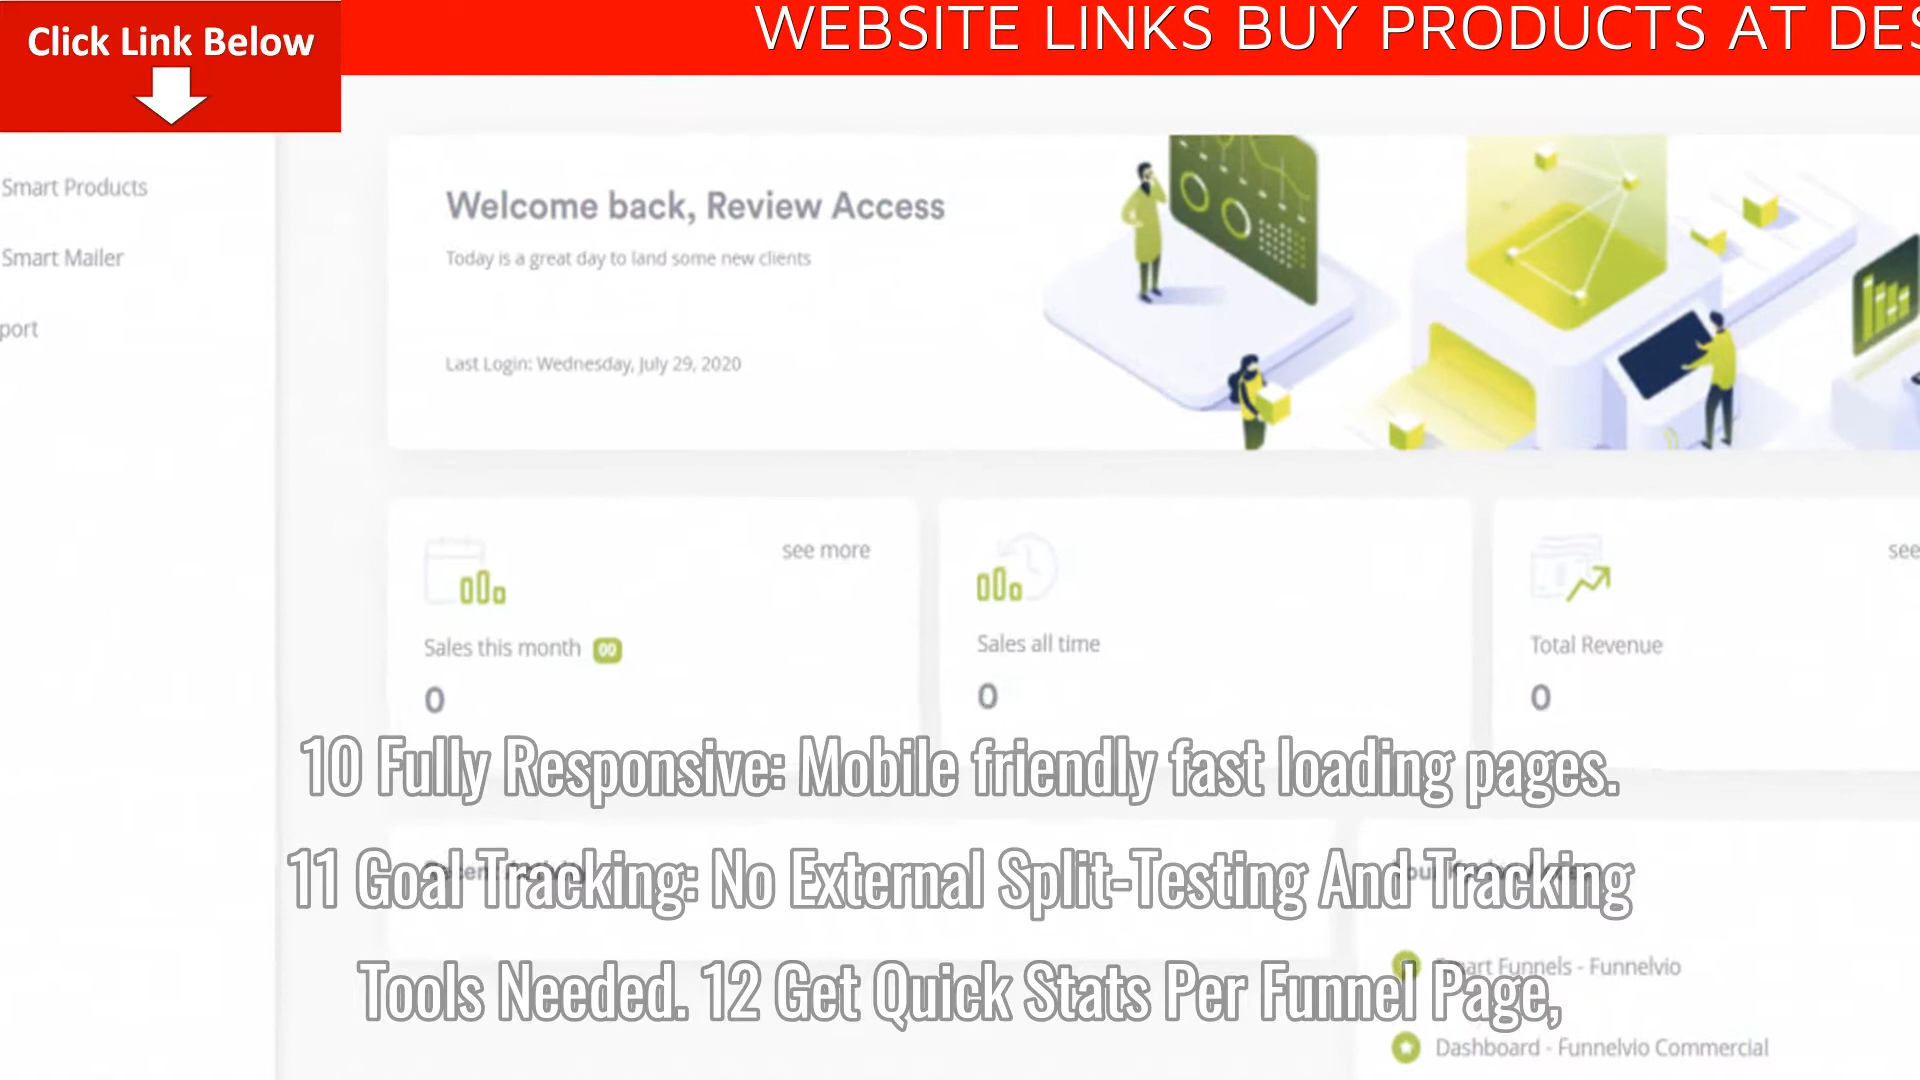 Click Link Below
WEBSITE LINKS BUY PRODUCTS AT DES
Smart Products
Smart Mailer
port
Welcome back, Review Access
Today is a great day to land some new clients
Last Login: Wednesday, July 29, 2020
see more
Sales this month 00
0
Sales all time
0
see
Total Revenue
0
10 Fully Responsive: Mobile friendly fast loading pages.
11 Goal Tracking: No External Split-Testing And Tracking
Tools Needed. 12 Get Quick Stats Per Funnel Page,
Smart Funnels - Funnelvio
Dashboard - Funnelvio Commercial